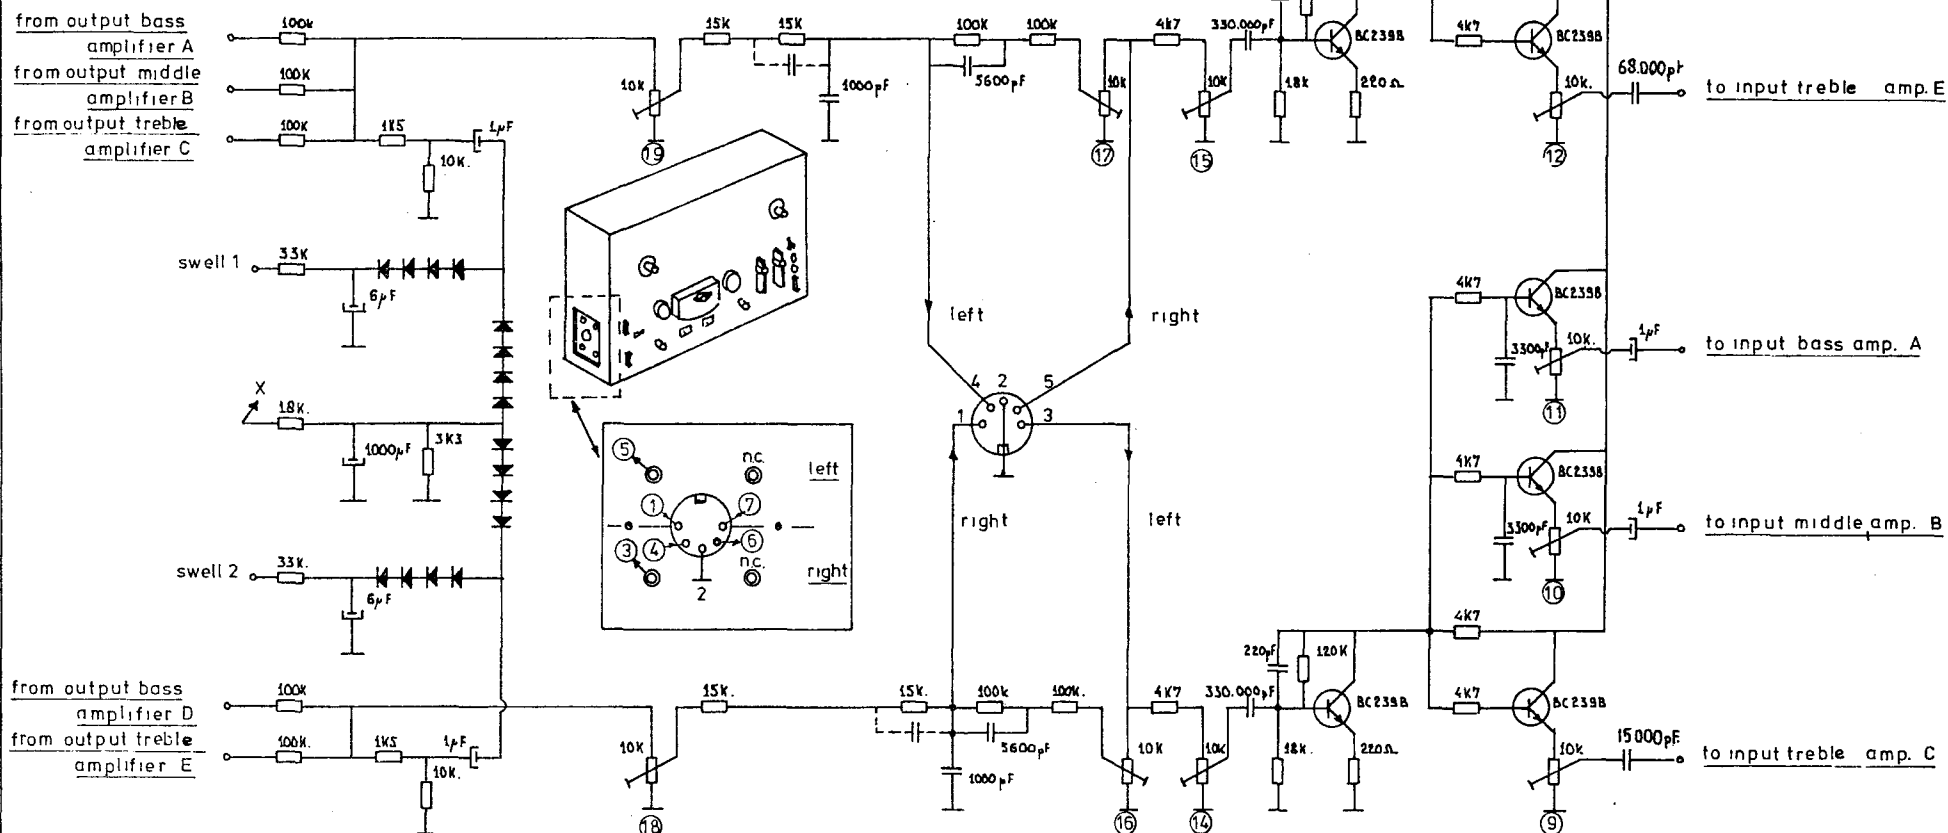 from output bass
amplifier A
from output middle
amplifier B
from output treble
amplifier C
100k
100k
100k
1K5
1µF
10k.
15k
15k
100k
100k
4k7
330.000pF
BC239B
4k7
BC239B
10k
1000pF
5600pF
10k
10k
18k
220Ω
10k.
68.000pF
to input treble amp. E
19
17
15
12
swell 1
33k
6µF
X
18k.
1000µF
3K3
swell 2
33k.
6µF
left
right
4 2 5
1 3
right
left
5
n.c.
left
1
7
3
4
6
n.c.
right
2
4K7
BC239B
3300pF
10k.
1µF
to input bass amp. A
11
4K7
BC239B
3300pF
10K
1µF
to input middle amp. B
10
4K7
from output bass
amplifier D
from output treble
amplifier E
100k
100k.
1K5
1µF
10k.
10k
15k.
15k.
100k
100k.
4K7
330.000pF
220pF
120K
BC239B
4K7
BC239B
5600pF
1000pF
10k
10k
18k.
220Ω
10k
15000pF
to input treble amp. C
18
16
14
9